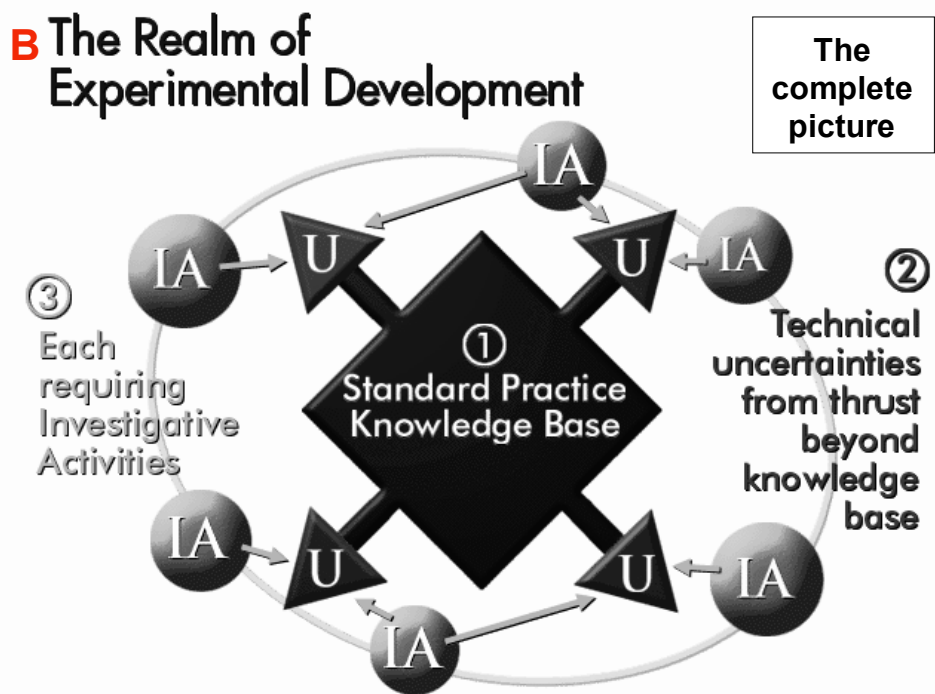 B The Realm of
Experimental Development
The
complete
picture
IA
IA
U
U
IA
③
Each
requiring
Investigative
Activities
①
Standard Practice
Knowledge Base
②
Technical
uncertainties
from thrust
beyond
knowledge
base
IA
U
U
IA
IA